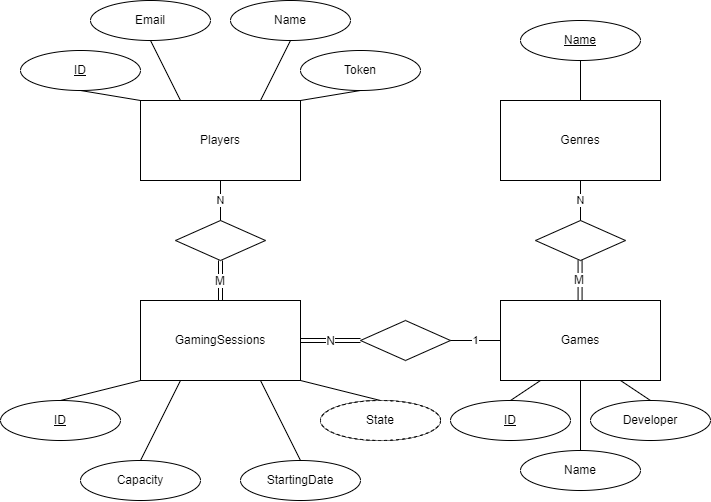 Email
Name
Name
ID
Token
Players
Genres
N
N
M
M
GamingSessions
N
1
Games
ID
State
ID
Developer
Capacity
StartingDate
Name